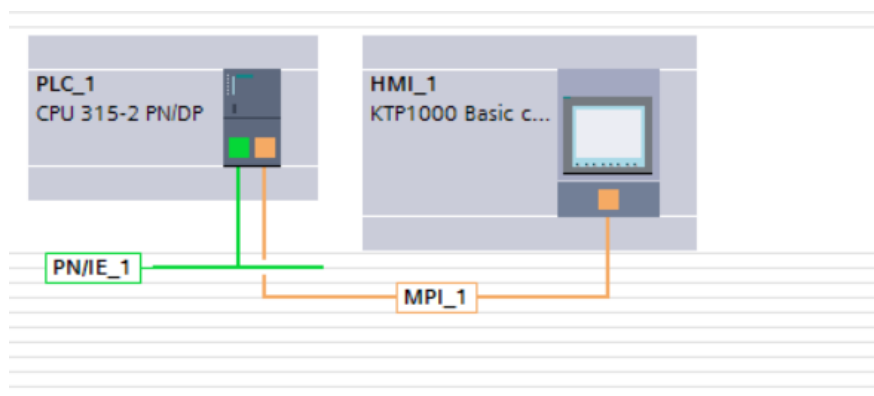 PLC_1
CPU 315-2 PN/DP
HMI_1
KTP1000 Basic c...
PN/IE_1
MPI_1